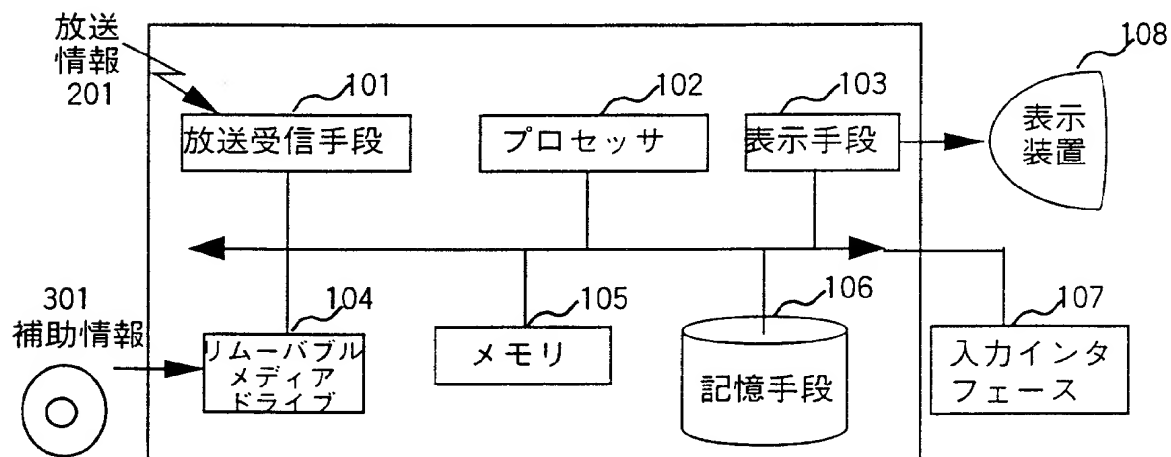 放送
情報
201
101
放送受信手段
102
プロセッサ
103
表示手段
108
表示
装置
301
補助情報
104
リムーバブル
メディア
ドライブ
105
メモリ
106
記憶手段
107
入力インタ
フェース